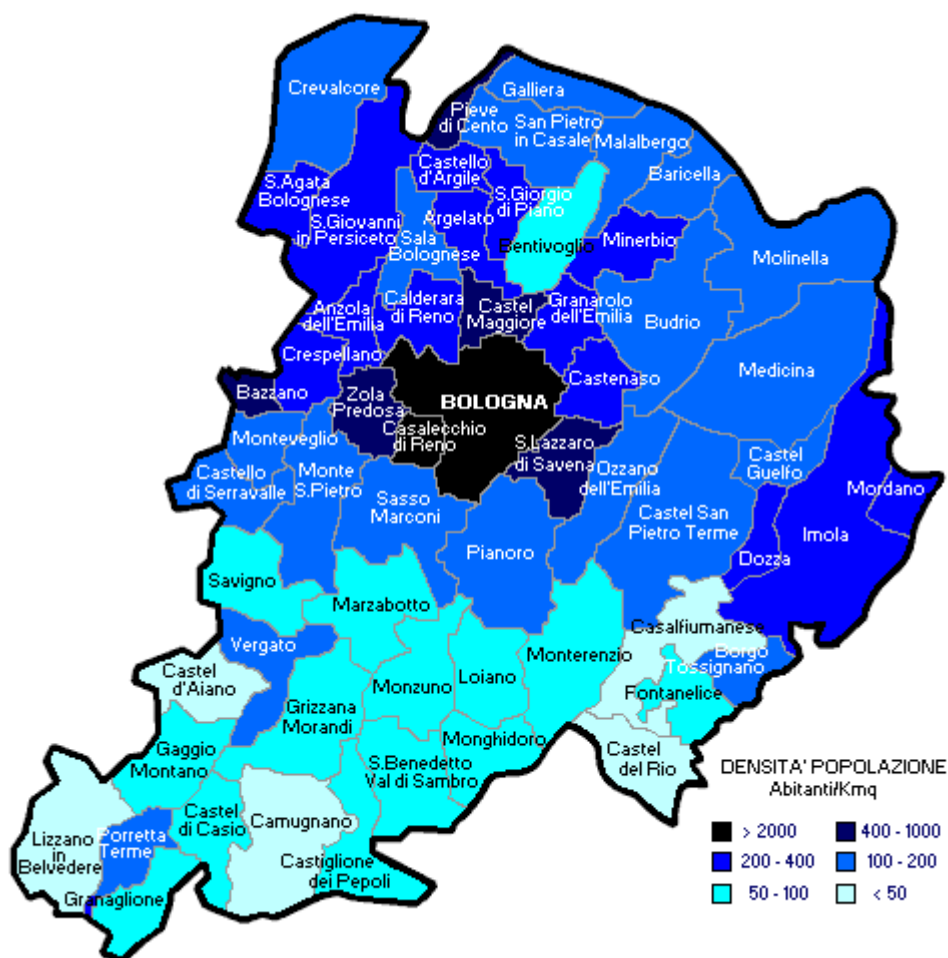 Crevalcore
Galliera
Pieve
di Cento
San Pietro
in Casale
Malalbergo
Baricella
Castello
d'Argile
S.Agata
Bolognese
S.Giorgio
di Piano
S.Giovanni
in Persiceto
Argelato
Sala
Bolognese
Bentivoglio
Minerbio
Molinella
Anzola
dell'Emilia
Calderara
di Reno
Castel
Maggiore
Granarolo
dell'Emilia
Budrio
Crespellano
Medicina
Bazzano
Zola
Predosa
BOLOGNA
Castenaso
Casalecchio
di Reno
Monteveglio
S.Lazzaro
di Savena
Castello
di Serravalle
Monte
S.Pietro
Ozzano
dell'Emilia
Castel
Guelfo
Mordano
Sasso
Marconi
Castel San
Pietro Terme
Imola
Pianoro
Dozza
Savigno
Marzabotto
Casalfiumanese
Vergato
Monterenzio
Borgo
Tossignano
Castel
d'Aiano
Loiano
Monzuno
Fontanelice
Grizzana
Morandi
Monghidoro
Gaggio
Montano
S.Benedetto
Val di Sambro
Castel
del Rio
DENSITA' POPOLAZIONE
Abitanti/Kmq
Castel
di Casio
Camugnano
Lizzano
in
Belvedere
Porretta
Terme
Castiglione
dei Pepoli
Granaglione
> 2000
400 - 1000
200 - 400
100 - 200
50 - 100
< 50